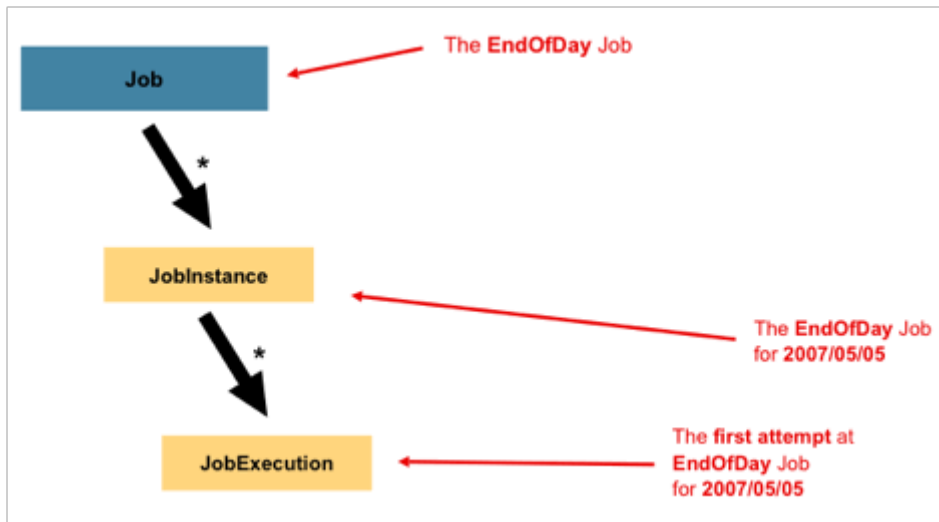 The EndOfDay Job
Job
*
JobInstance
*
The EndOfDay Job
for 2007/05/05
The first attempt at
EndOfDay Job
for 2007/05/05
JobExecution